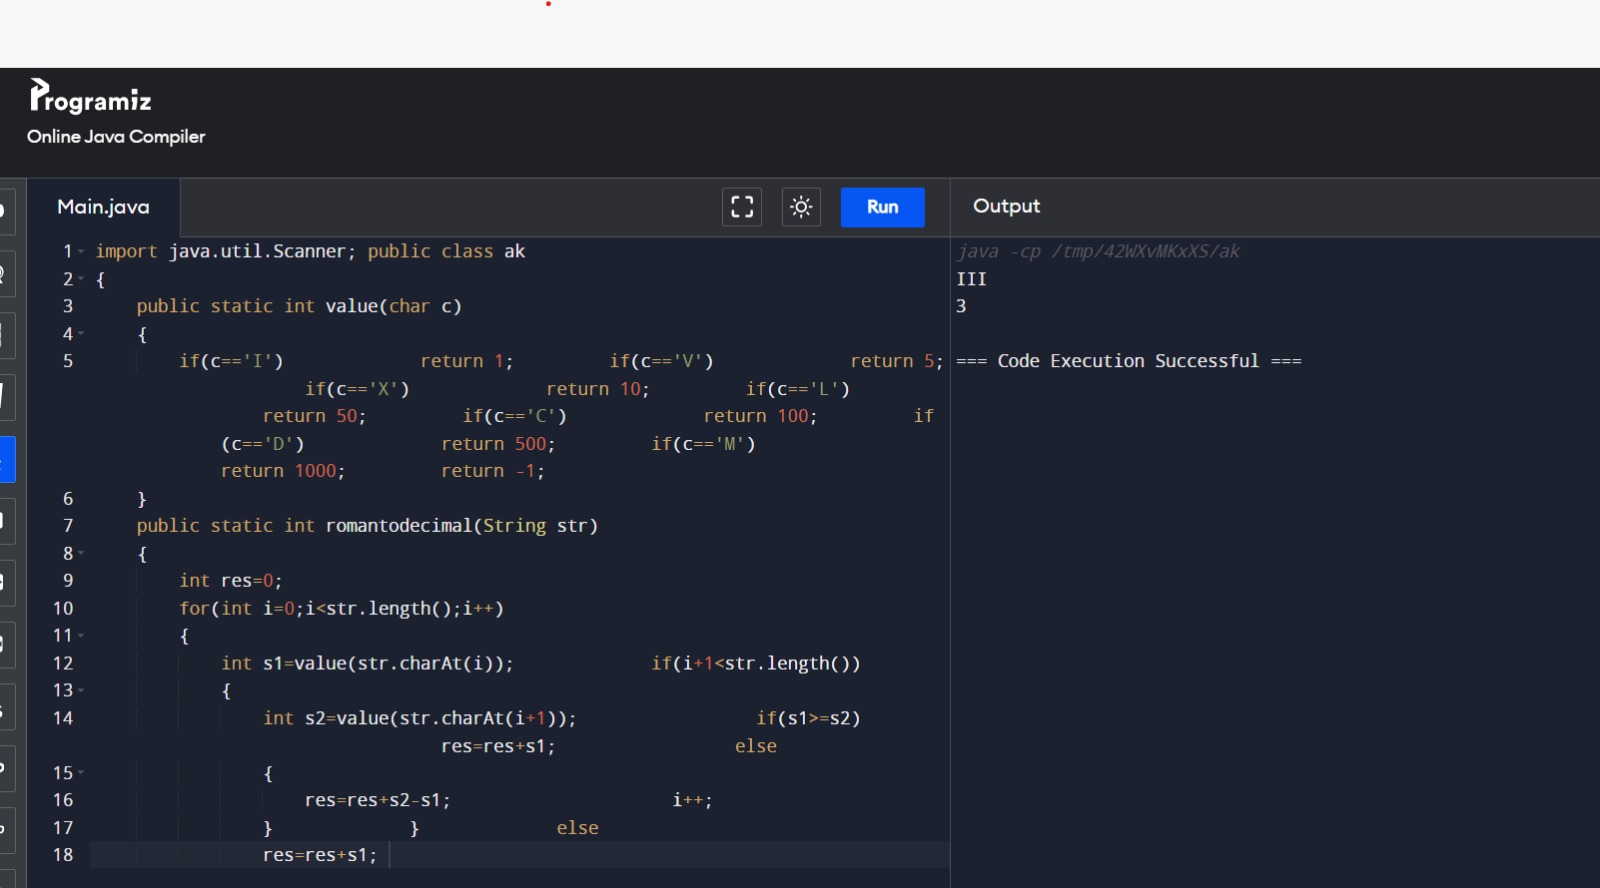 Programiz
Online Java Compiler
Main.java
Run
Output
1 import java.util.Scanner; public class ak
2 {
3 public static int value(char c)
4 {
5 if(c=='I') return 1; if(c=='V') return 5;
if(c=='X') return 10; if(c=='L')
return 50; if(c=='C') return 100; if
(c=='D') return 500; if(c=='M')
return 1000; return -1;
6 }
7 public static int romantodecimal(String str)
8 {
9 int res=0;
10 for(int i=0;i<str.length();i++)
11 {
12 int s1=value(str.charAt(i)); if(i+1<str.length())
13 {
14 int s2=value(str.charAt(i+1)); if(s1>=s2)
res=res+s1; else
15 {
16 res=res+s2-s1; i++;
17 } } else
18 res=res+s1;
java -cp /tmp/42WXvMKxXS/ak
III
3
=== Code Execution Successful ===